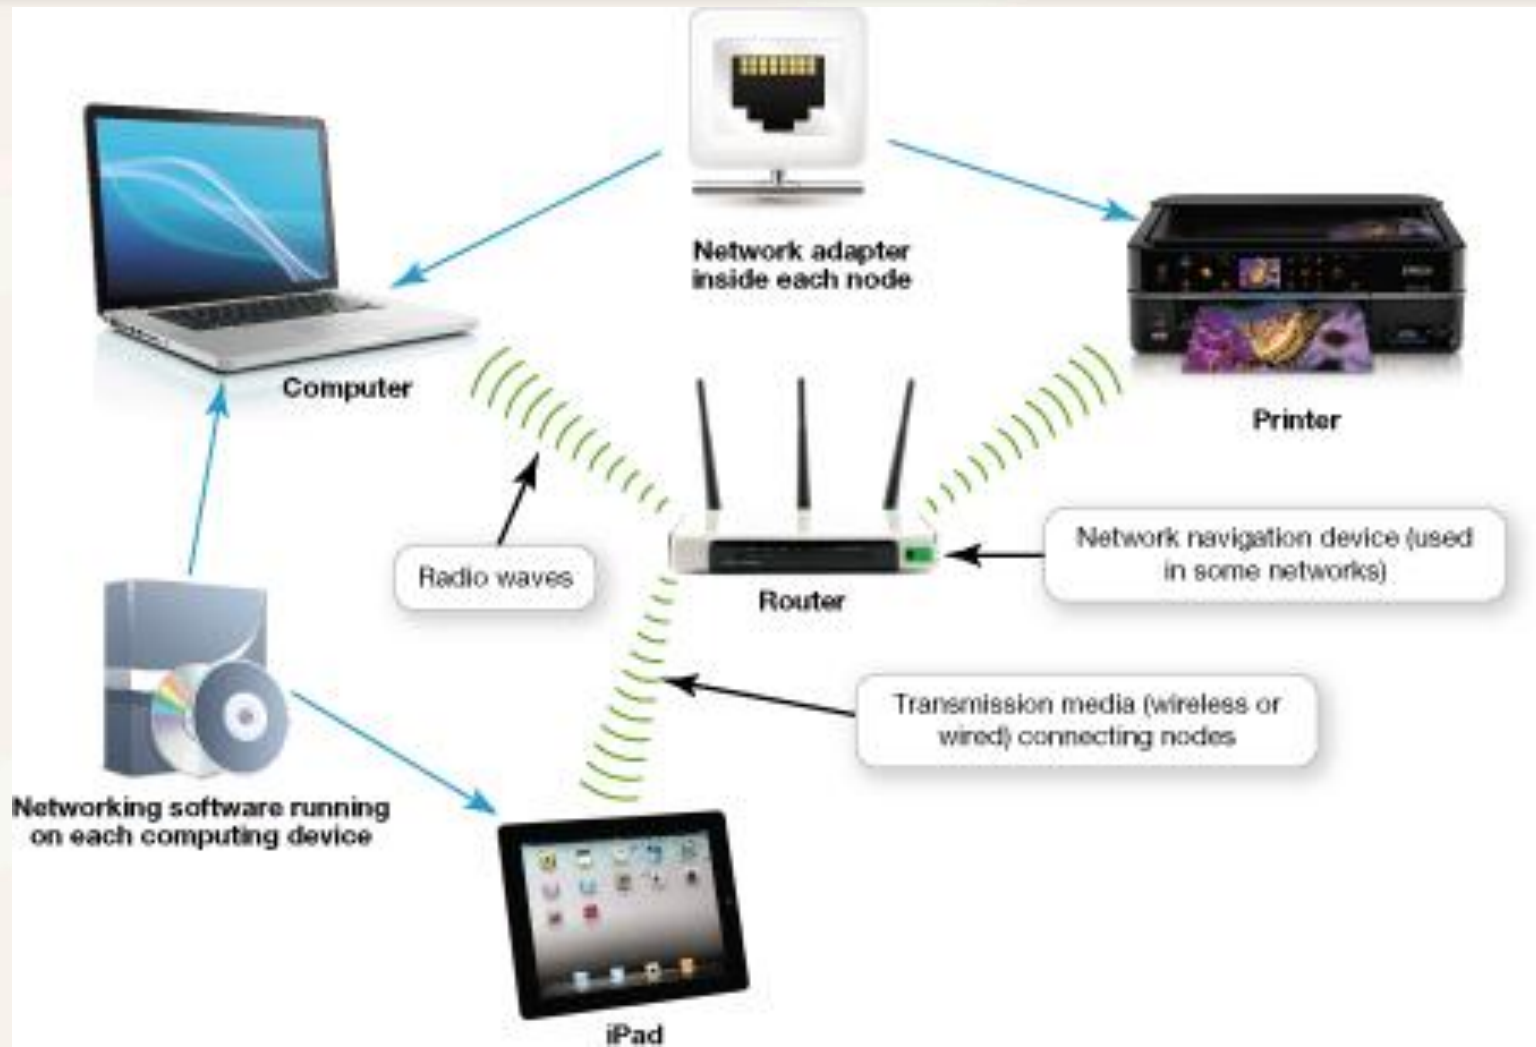 Network adapter
inside each node
Computer
Printer
Radio waves
Network navigation device (used
in some networks)
Router
Transmission media (wireless or
wired) connecting nodes
Networking software running
on each computing device
iPad